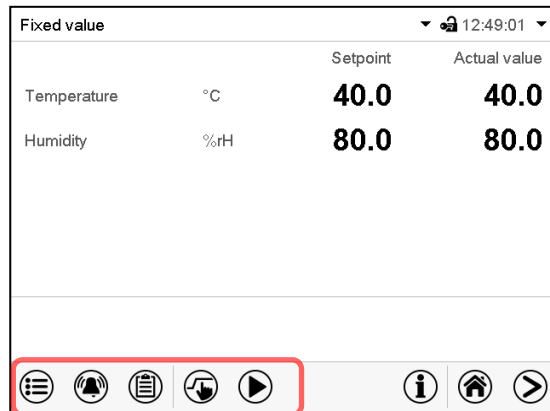 Fixed value 12:49:01
Setpoint Actual value
Temperature °C 40.0 40.0
Humidity %rH 80.0 80.0